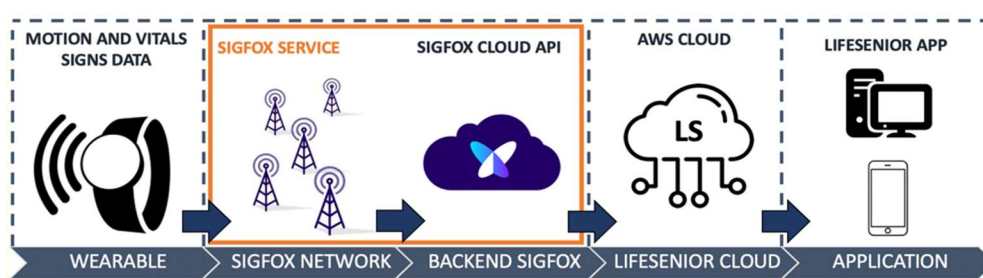 MOTION AND VITALS
SIGNS DATA
SIGFOX SERVICE
SIGFOX CLOUD API
AWS CLOUD
LIFESENIOR APP
LS
WEARABLE
SIGFOX NETWORK
BACKEND SIGFOX
LIFESENIOR CLOUD
APPLICATION